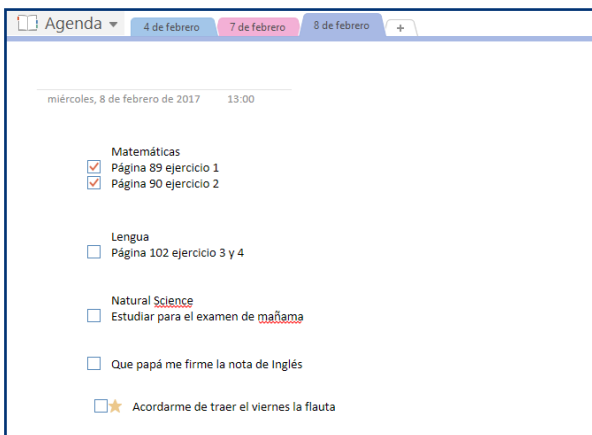 Agenda
4 de febrero
7 de febrero
8 de febrero
+
miércoles, 8 de febrero de 2017 13:00
Matemáticas
Página 89 ejercicio 1
Página 90 ejercicio 2
Lengua
Página 102 ejercicio 3 y 4
Natural Science
Estudiar para el examen de mañama
Que papá me firme la nota de Inglés
Acordarme de traer el viernes la flauta